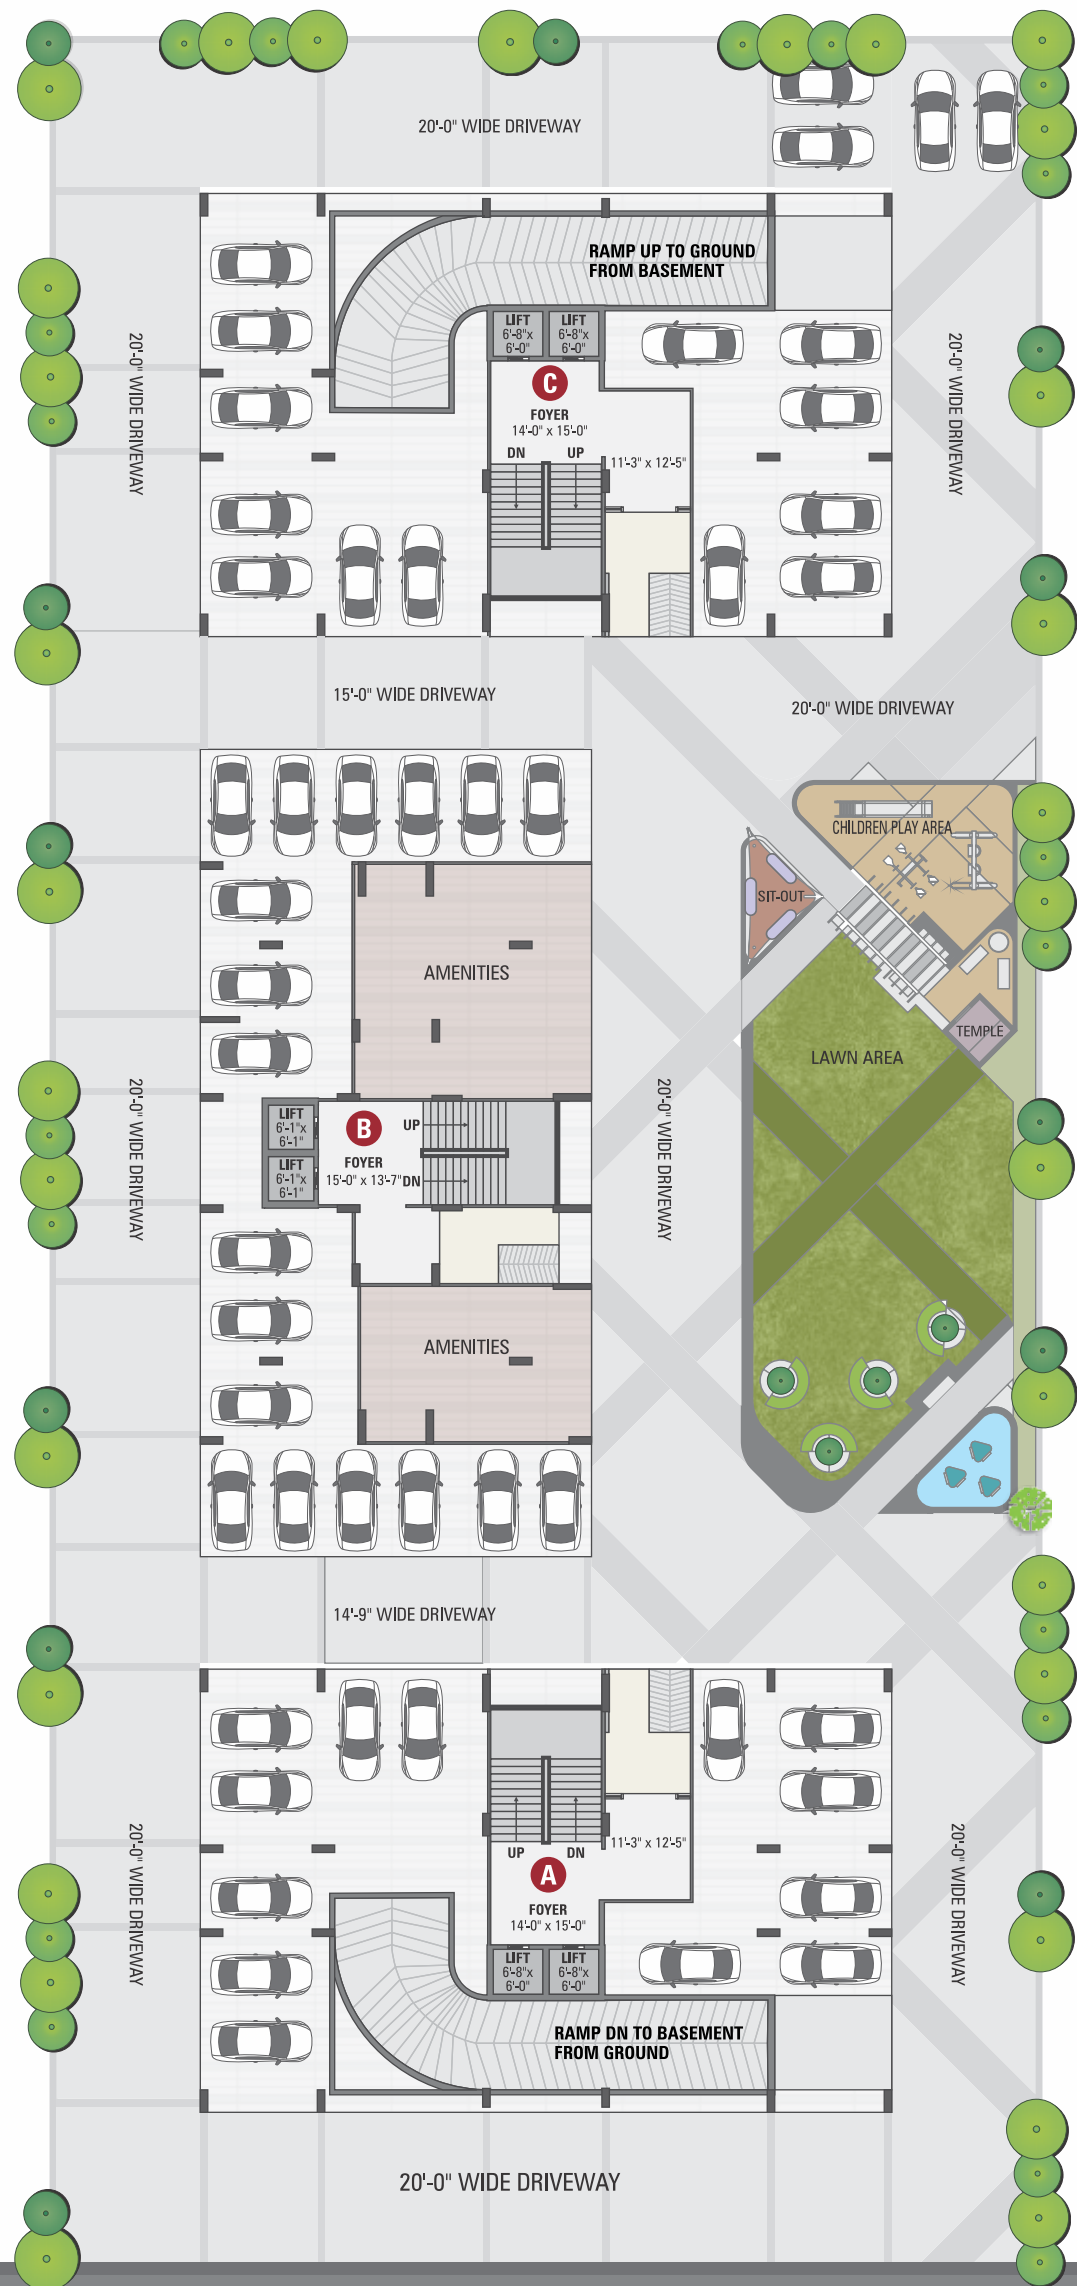 20'-0" WIDE DRIVEWAY
RAMP UP TO GROUND
FROM BASEMENT
LIFT
6'-8"x
6'-0"
LIFT
6'-8"x
6'-0"
C
FOYER
14'-0" x 15'-0"
DN
UP
11'-3" x 12'-5"
20'-0" WIDE DRIVEWAY
20'-0" WIDE DRIVEWAY
15'-0" WIDE DRIVEWAY
20'-0" WIDE DRIVEWAY
CHILDREN PLAY AREA
SIT-OUT
AMENITIES
TEMPLE
LAWN AREA
20'-0" WIDE DRIVEWAY
LIFT
6'-1"x
6'-1"
LIFT
6'-1"x
6'-1"
B
UP
FOYER
15'-0" x 13'-7"
DN
20'-0" WIDE DRIVEWAY
AMENITIES
14'-9" WIDE DRIVEWAY
UP
DN
11'-3" x 12'-5"
A
FOYER
14'-0" x 15'-0"
LIFT
6'-8"x
6'-0"
LIFT
6'-8"x
6'-0"
20'-0" WIDE DRIVEWAY
20'-0" WIDE DRIVEWAY
RAMP DN TO BASEMENT
FROM GROUND
20'-0" WIDE DRIVEWAY